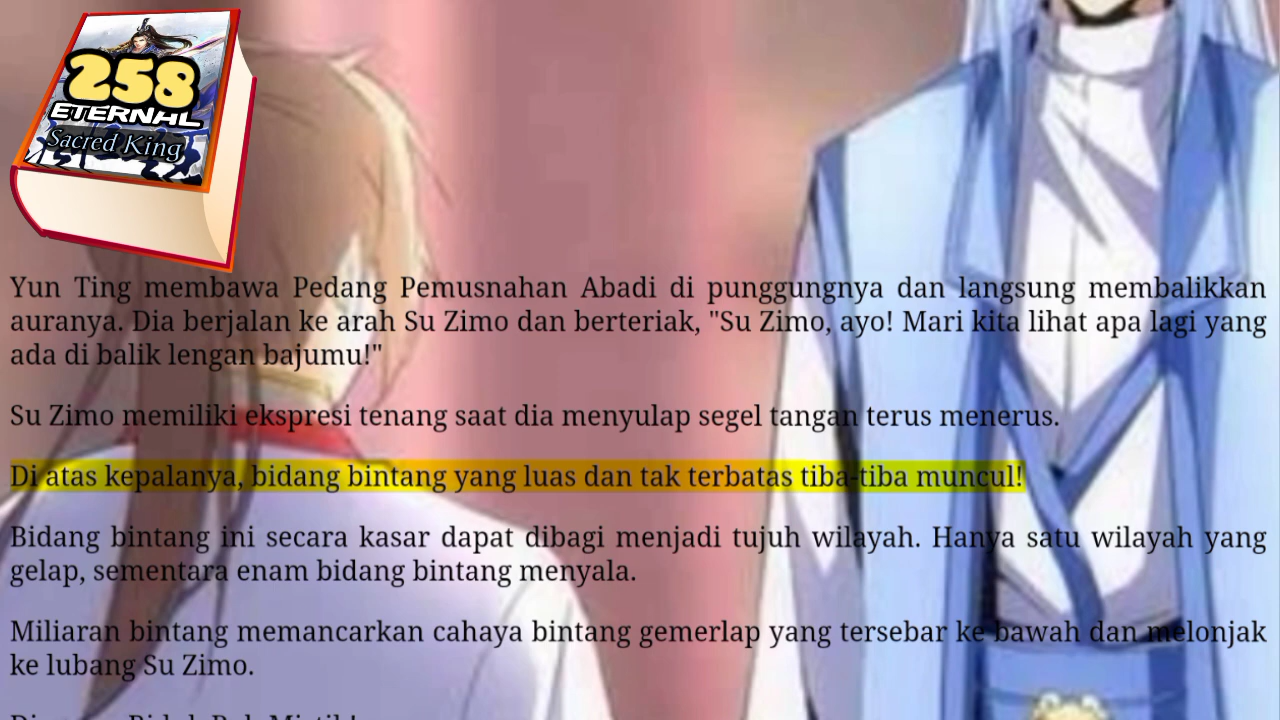 258
ETERNAL
Sacred King
Yun Ting membawa Pedang Pemusnahan Abadi di punggungnya dan langsung membalikkan
auranya. Dia berjalan ke arah Su Zimo dan berteriak, "Su Zimo, ayo! Mari kita lihat apa lagi yang
ada di balik lengan bajumu!"
Su Zimo memiliki ekspresi tenang saat dia menyulap segel tangan terus menerus.
Di atas kepalanya, bidang bintang yang luas dan tak terbatas tiba-tiba muncul!
Bidang bintang ini secara kasar dapat dibagi menjadi tujuh wilayah. Hanya satu wilayah yang
gelap, sementara enam bidang bintang menyala.
Miliaran bintang memancarkan cahaya bintang gemerlap yang tersebar ke bawah dan melonjak
ke lubang Su Zimo.